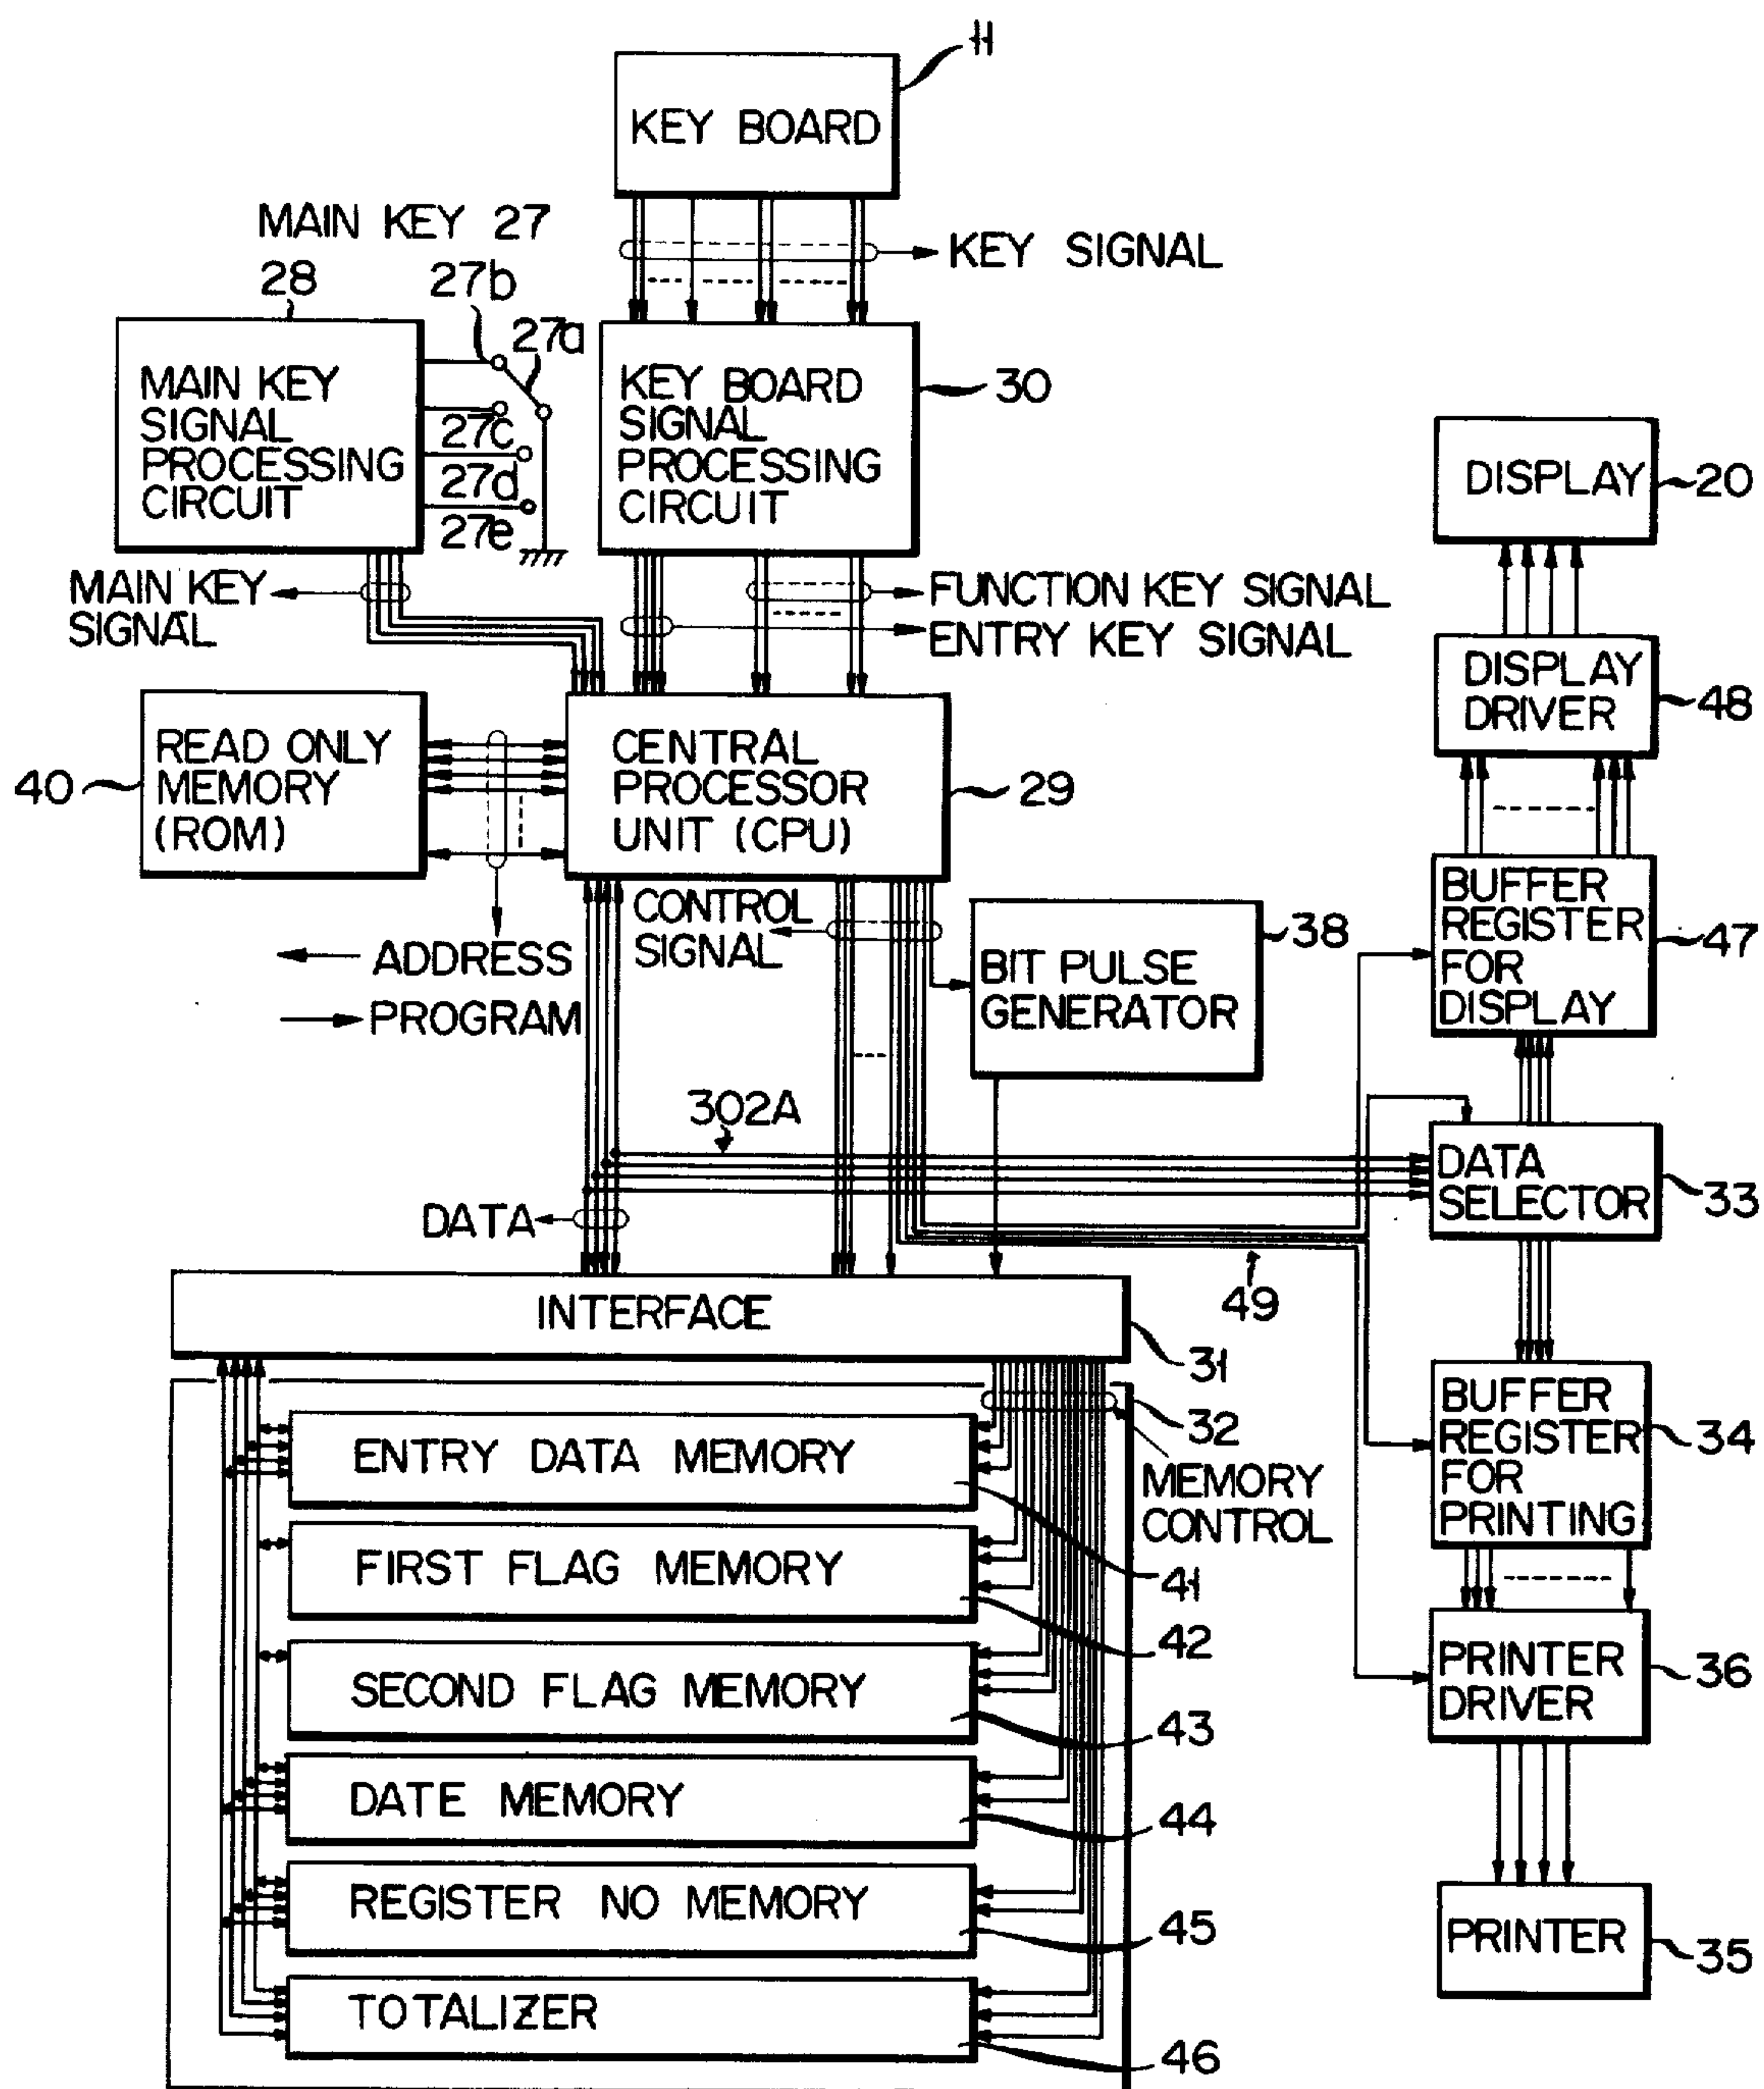 11
KEY BOARD
MAIN KEY 27
KEY SIGNAL
28
27b
27a
MAIN KEY
SIGNAL
PROCESSING
CIRCUIT
27c
27d
27e
KEY BOARD
SIGNAL
PROCESSING
CIRCUIT
30
MAIN KEY
SIGNAL
FUNCTION KEY SIGNAL
ENTRY KEY SIGNAL
DISPLAY
20
DISPLAY
DRIVER
48
40
READ ONLY
MEMORY
(ROM)
CENTRAL
PROCESSOR
UNIT (CPU)
29
ADDRESS
PROGRAM
CONTROL
SIGNAL
BIT PULSE
GENERATOR
38
BUFFER
REGISTER
FOR
DISPLAY
47
302A
DATA
DATA
SELECTOR
33
49
INTERFACE
31
32
MEMORY
CONTROL
BUFFER
REGISTER
FOR
PRINTING
34
ENTRY DATA MEMORY
41
FIRST FLAG MEMORY
42
SECOND FLAG MEMORY
43
DATE MEMORY
44
REGISTER NO MEMORY
45
TOTALIZER
46
PRINTER
DRIVER
36
PRINTER
35